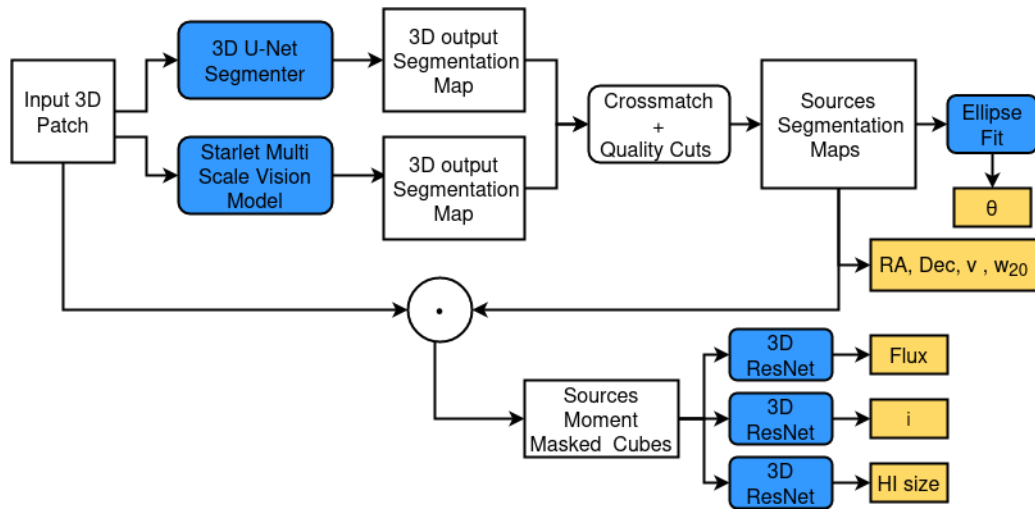 Input 3D
Patch
3D U-Net
Segmenter
Starlet Multi
Scale Vision
Model
3D output
Segmentation
Map
3D output
Segmentation
Map
Crossmatch
+
Quality Cuts
Sources
Segmentation
Maps
Ellipse
Fit
θ
RA, Dec, v , w20
.
Sources
Moment
Masked Cubes
3D
ResNet
Flux
3D
ResNet
i
3D
ResNet
HI size